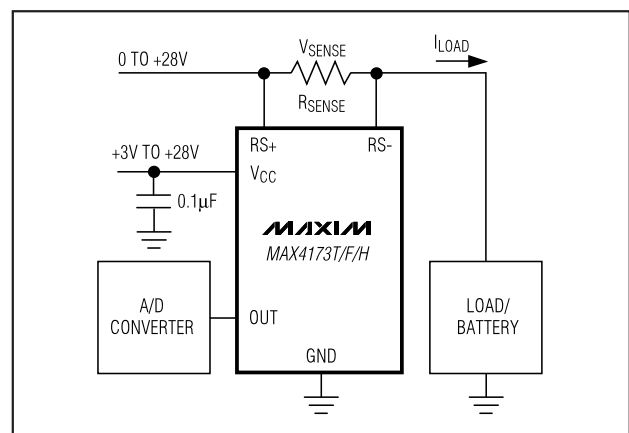 0 TO +28V
VSENSE
RSENSE
ILOAD
+3V TO +28V
0.1μF
RS+
RS-
VCC
MAXIM
MAX4173T/F/H
A/D
CONVERTER
OUT
LOAD/
BATTERY
GND